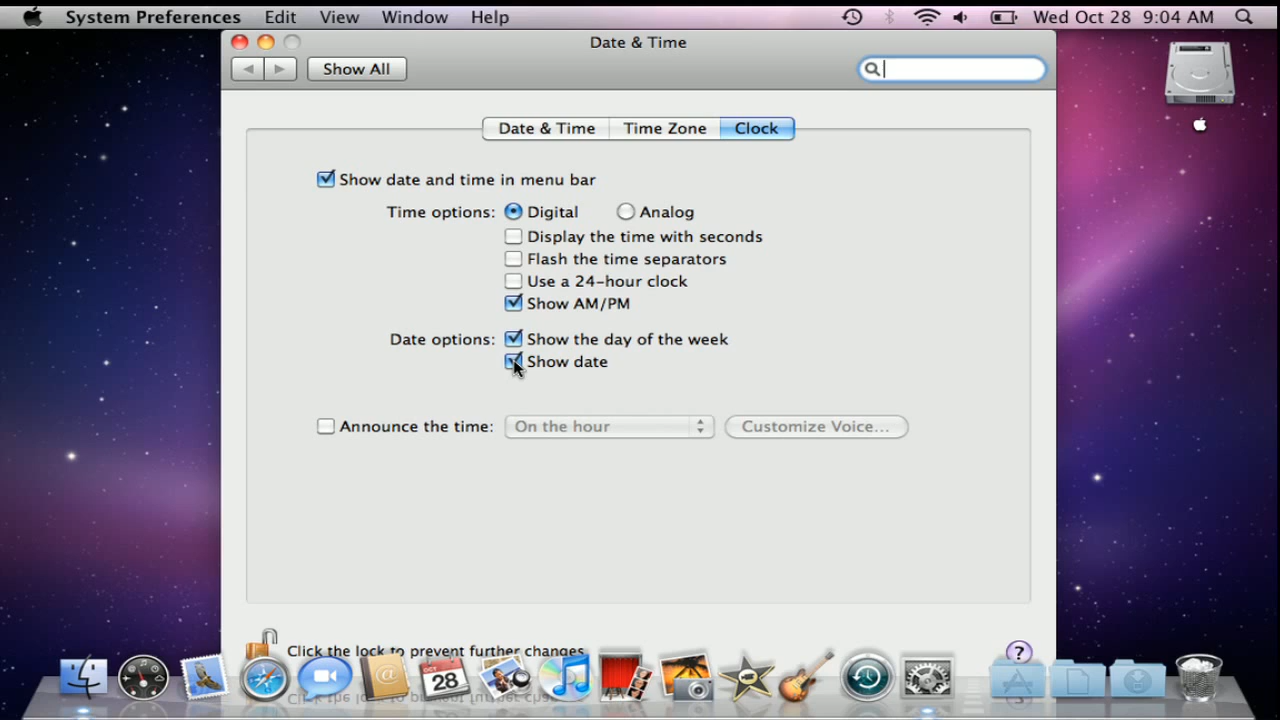 System Preferences Edit View Window Help Wed Oct 28 9:04 AM
Date & Time
Show All
Date & Time Time Zone Clock
Show date and time in menu bar
Time options: Digital Analog
Display the time with seconds
Flash the time separators
Use a 24-hour clock
Show AM/PM
Date options: Show the day of the week
Show date
Announce the time: On the hour Customize Voice...
Click the lock to prevent further changes.
?
OCT
28
@